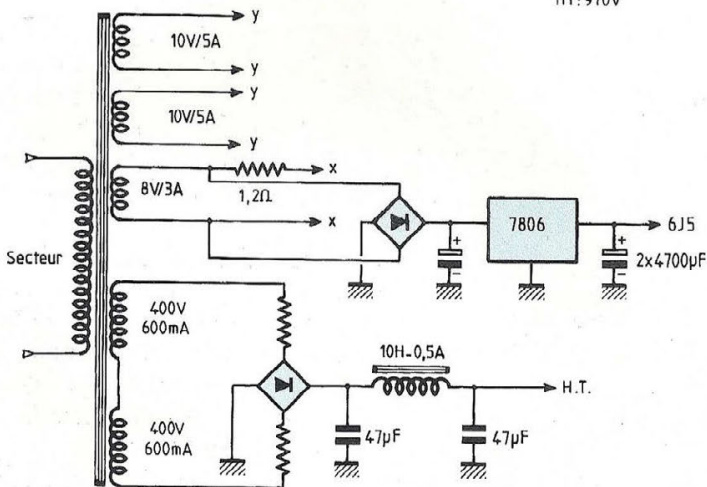 HT: 970V
y
10V/5A
y
y
10V/5A
y
x
8V/3A
1,2Ω
x
+
-
7806
6J5
+
-
2x4700µF
Secteur
400V
600mA
10H-0,5A
H.T.
400V
600mA
47µF
47µF